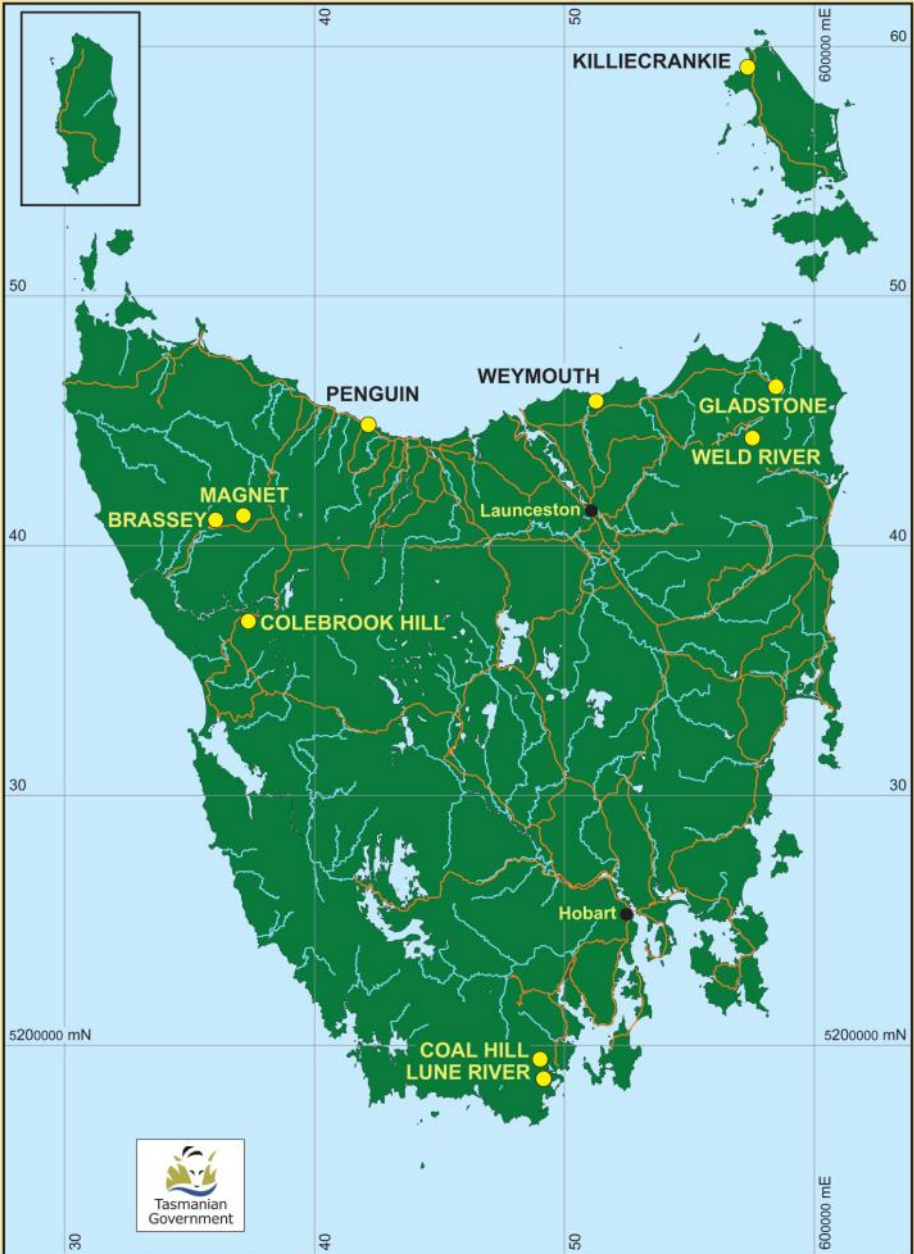 40
50
600000 mE
60
KILLIECRANKIE
50
50
PENGUIN
WEYMOUTH
GLADSTONE
WELD RIVER
MAGNET
BRASSEY
Launceston
40
40
COLEBROOK HILL
30
30
Hobart
5200000 mN
5200000 mN
COAL HILL
LUNE RIVER
Tasmanian
Government
30
40
50
600000 mE